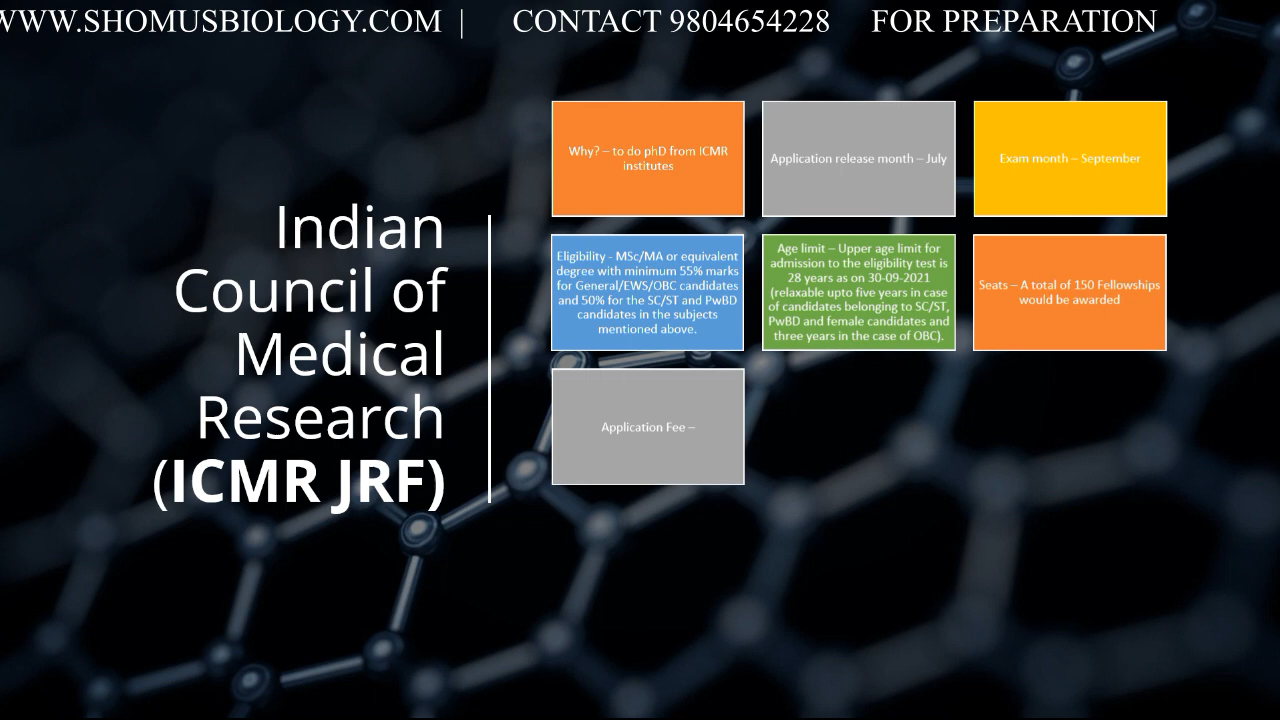 WWW.SHOMUSBIOLOGY.COM | CONTACT 9804654228 FOR PREPARATION
Indian
Council of
Medical
Research
(ICMR JRF)
Why? – to do phD from ICMR
institutes
Application release month – July
Exam month – September
Eligibility - MSc/MA or equivalent
degree with minimum 55% marks
for General/EWS/OBC candidates
and 50% for the SC/ST and PwBD
candidates in the subjects
mentioned above.
Age limit – Upper age limit for
admission to the eligibility test is
28 years as on 30-09-2021
(relaxable upto five years in case
of candidates belonging to SC/ST,
PwBD and female candidates and
three years in the case of OBC).
Seats – A total of 150 Fellowships
would be awarded
Application Fee –